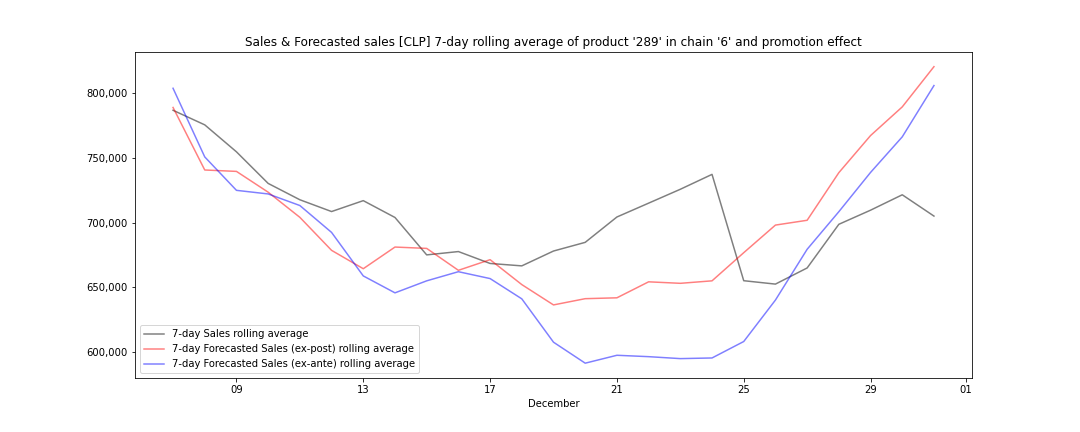 Sales & Forecasted sales [CLP] 7-day rolling average of product '289' in chain '6' and promotion effect
800,000
750,000
700,000
650,000
600,000
7-day Sales rolling average
7-day Forecasted Sales (ex-post) rolling average
7-day Forecasted Sales (ex-ante) rolling average
09 13 17 21 25 29 01
December